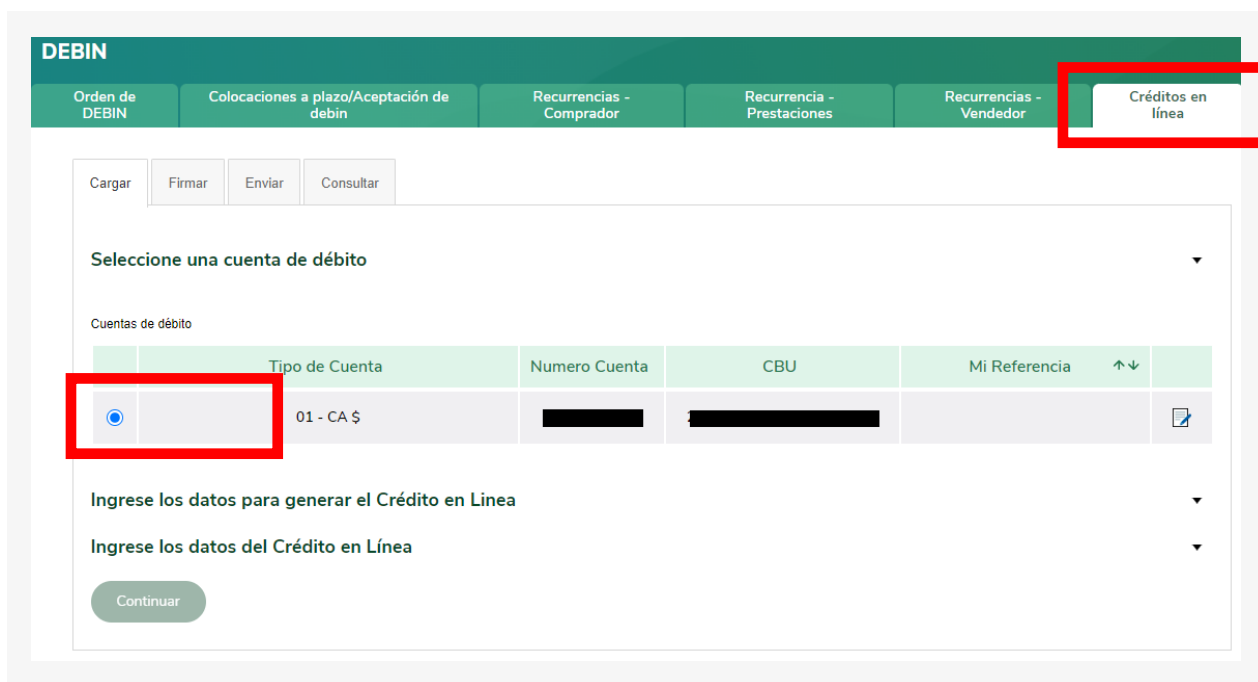 DEBIN
Orden de
DEBIN
Colocaciones a plazo/Aceptación de
debin
Recurrencias -
Comprador
Recurrencia -
Prestaciones
Recurrencias -
Vendedor
Créditos en
línea
Cargar Firmar Enviar Consultar
Seleccione una cuenta de débito
Cuentas de débito
Tipo de Cuenta Numero Cuenta CBU Mi Referencia
01 - CA $
Ingrese los datos para generar el Crédito en Linea
Ingrese los datos del Crédito en Línea
Continuar